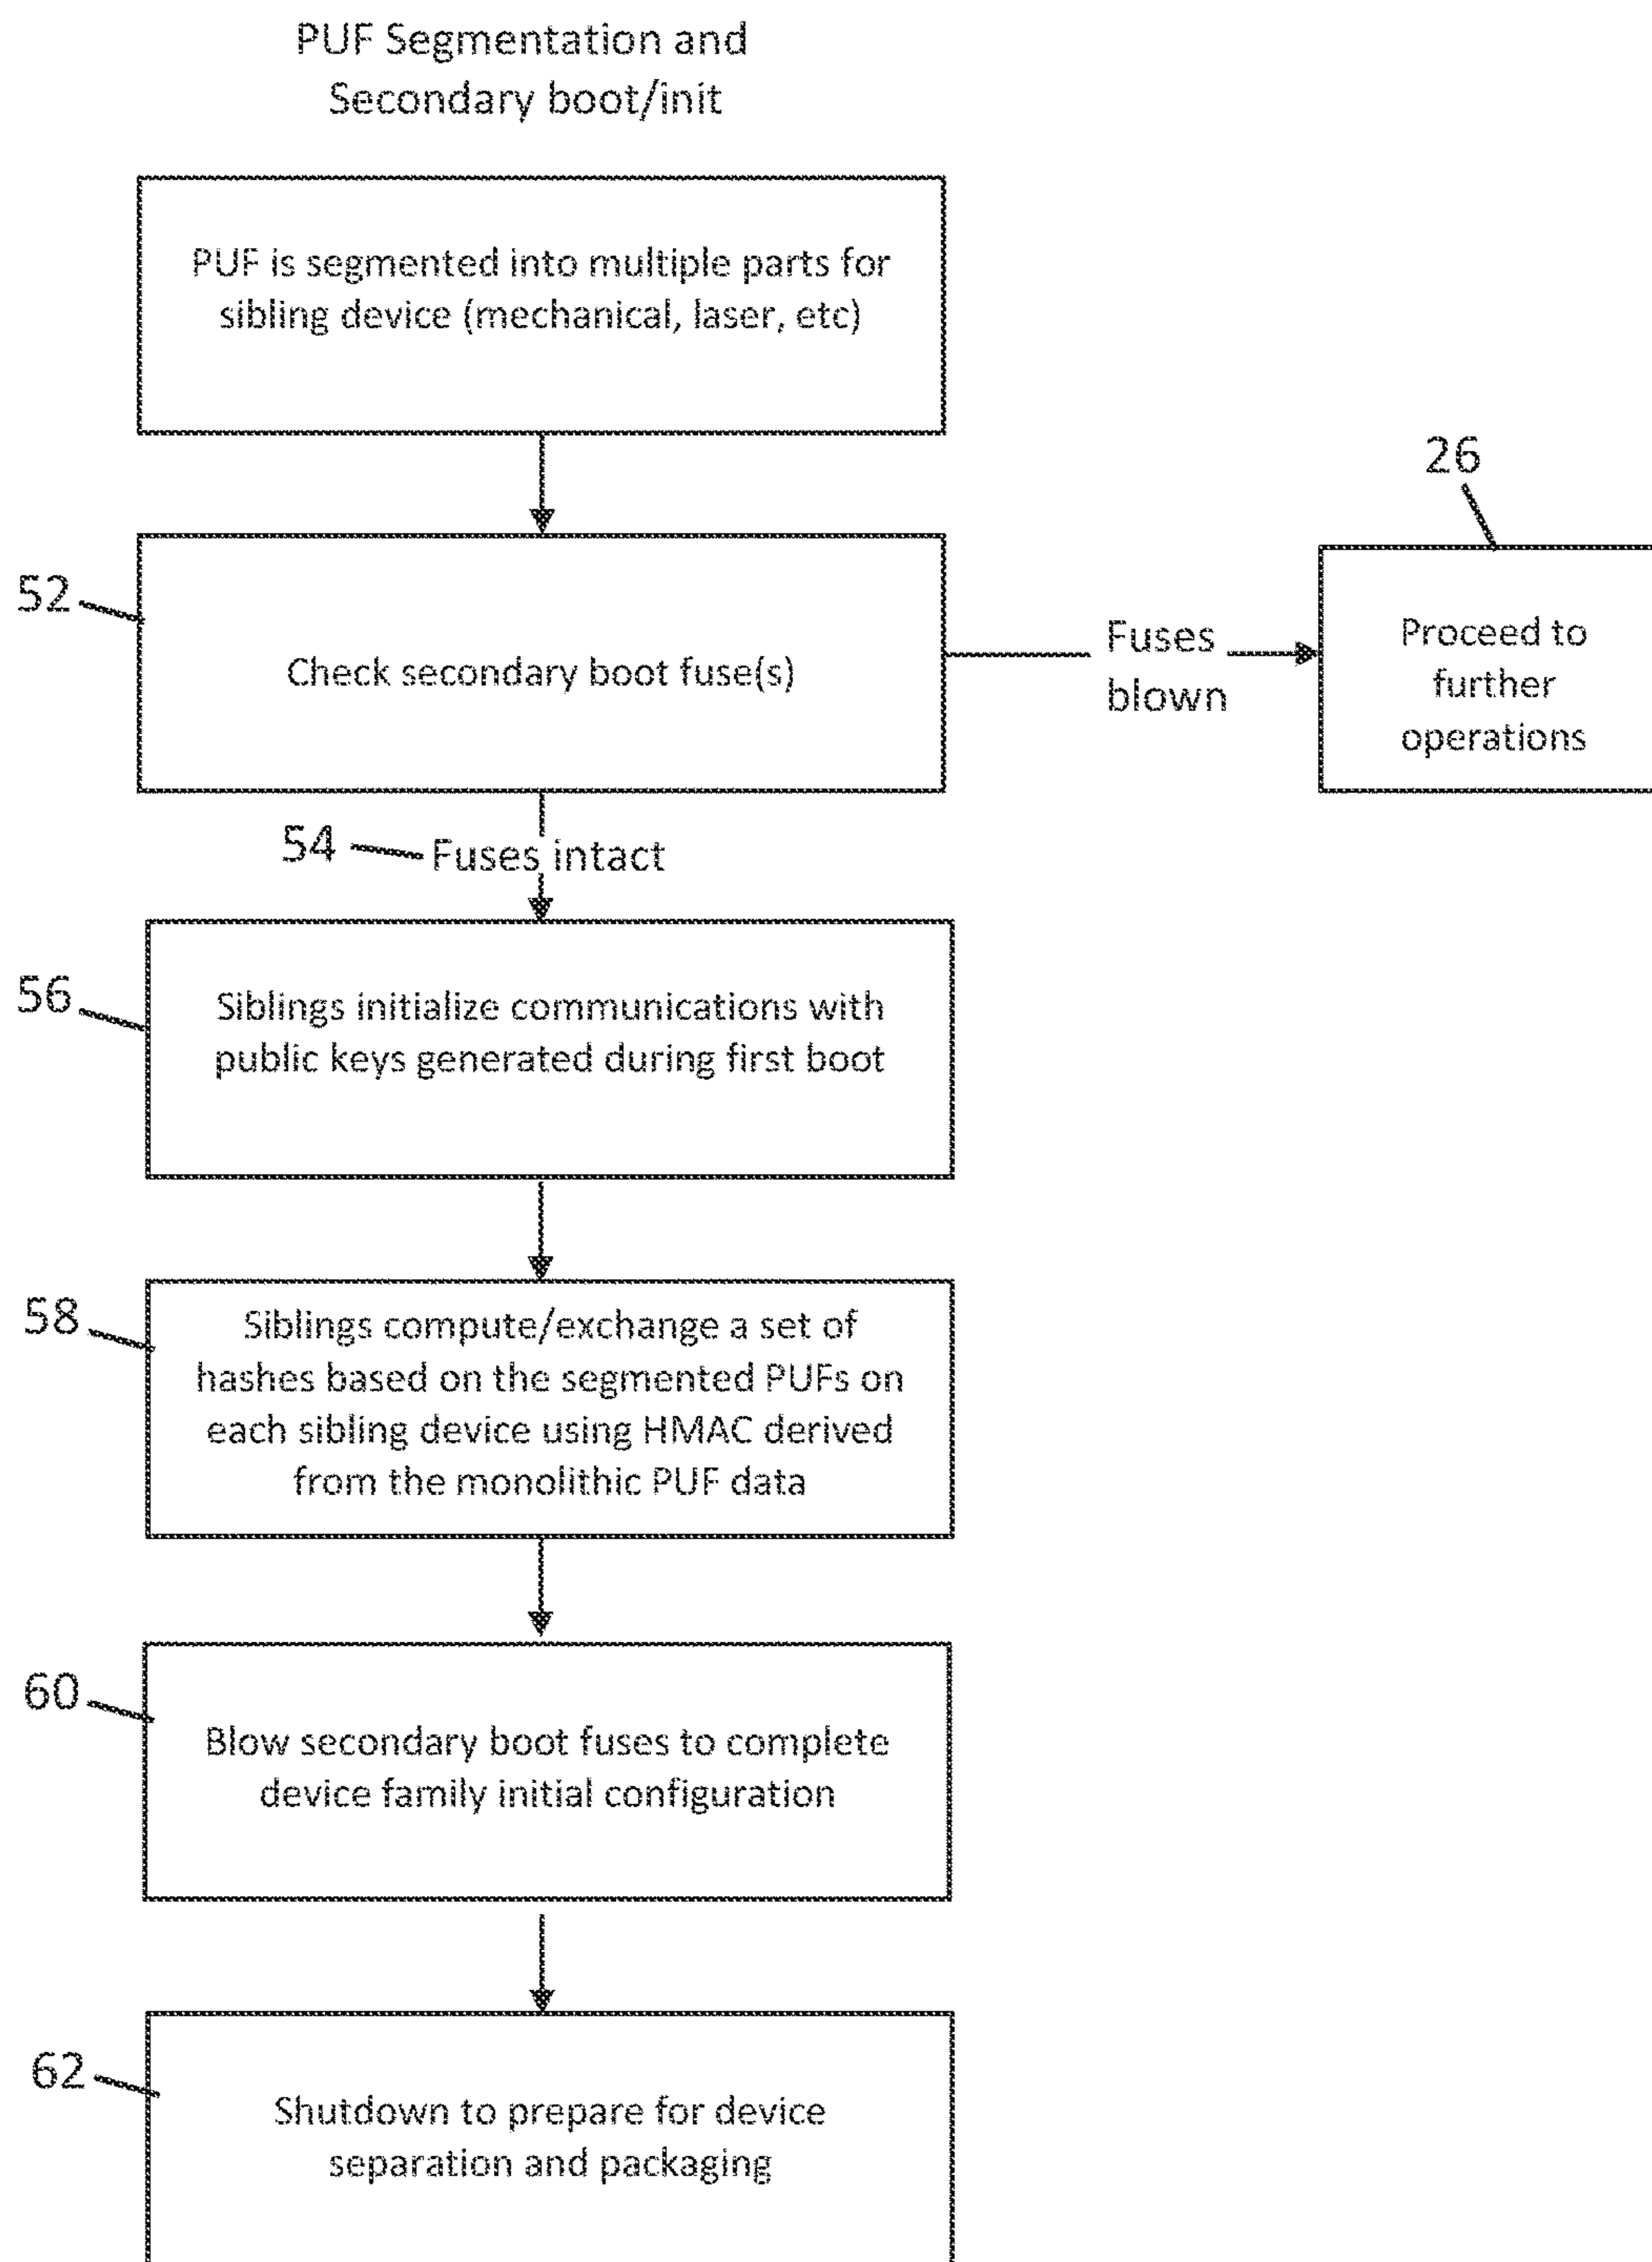 PUF Segmentation and
Secondary boot/init
PUF is segmented into multiple parts for
sibling device (mechanical, laser, etc)
26
52
Check secondary boot fuse(s)
Fuses
blown
Proceed to
further
operations
54
Fuses intact
56
Siblings initialize communications with
public keys generated during first boot
58
Siblings compute/exchange a set of
hashes based on the segmented PUFs on
each sibling device using HMAC derived
from the monolithic PUF data
60
Blow secondary boot fuses to complete
device family initial configuration
62
Shutdown to prepare for device
separation and packaging